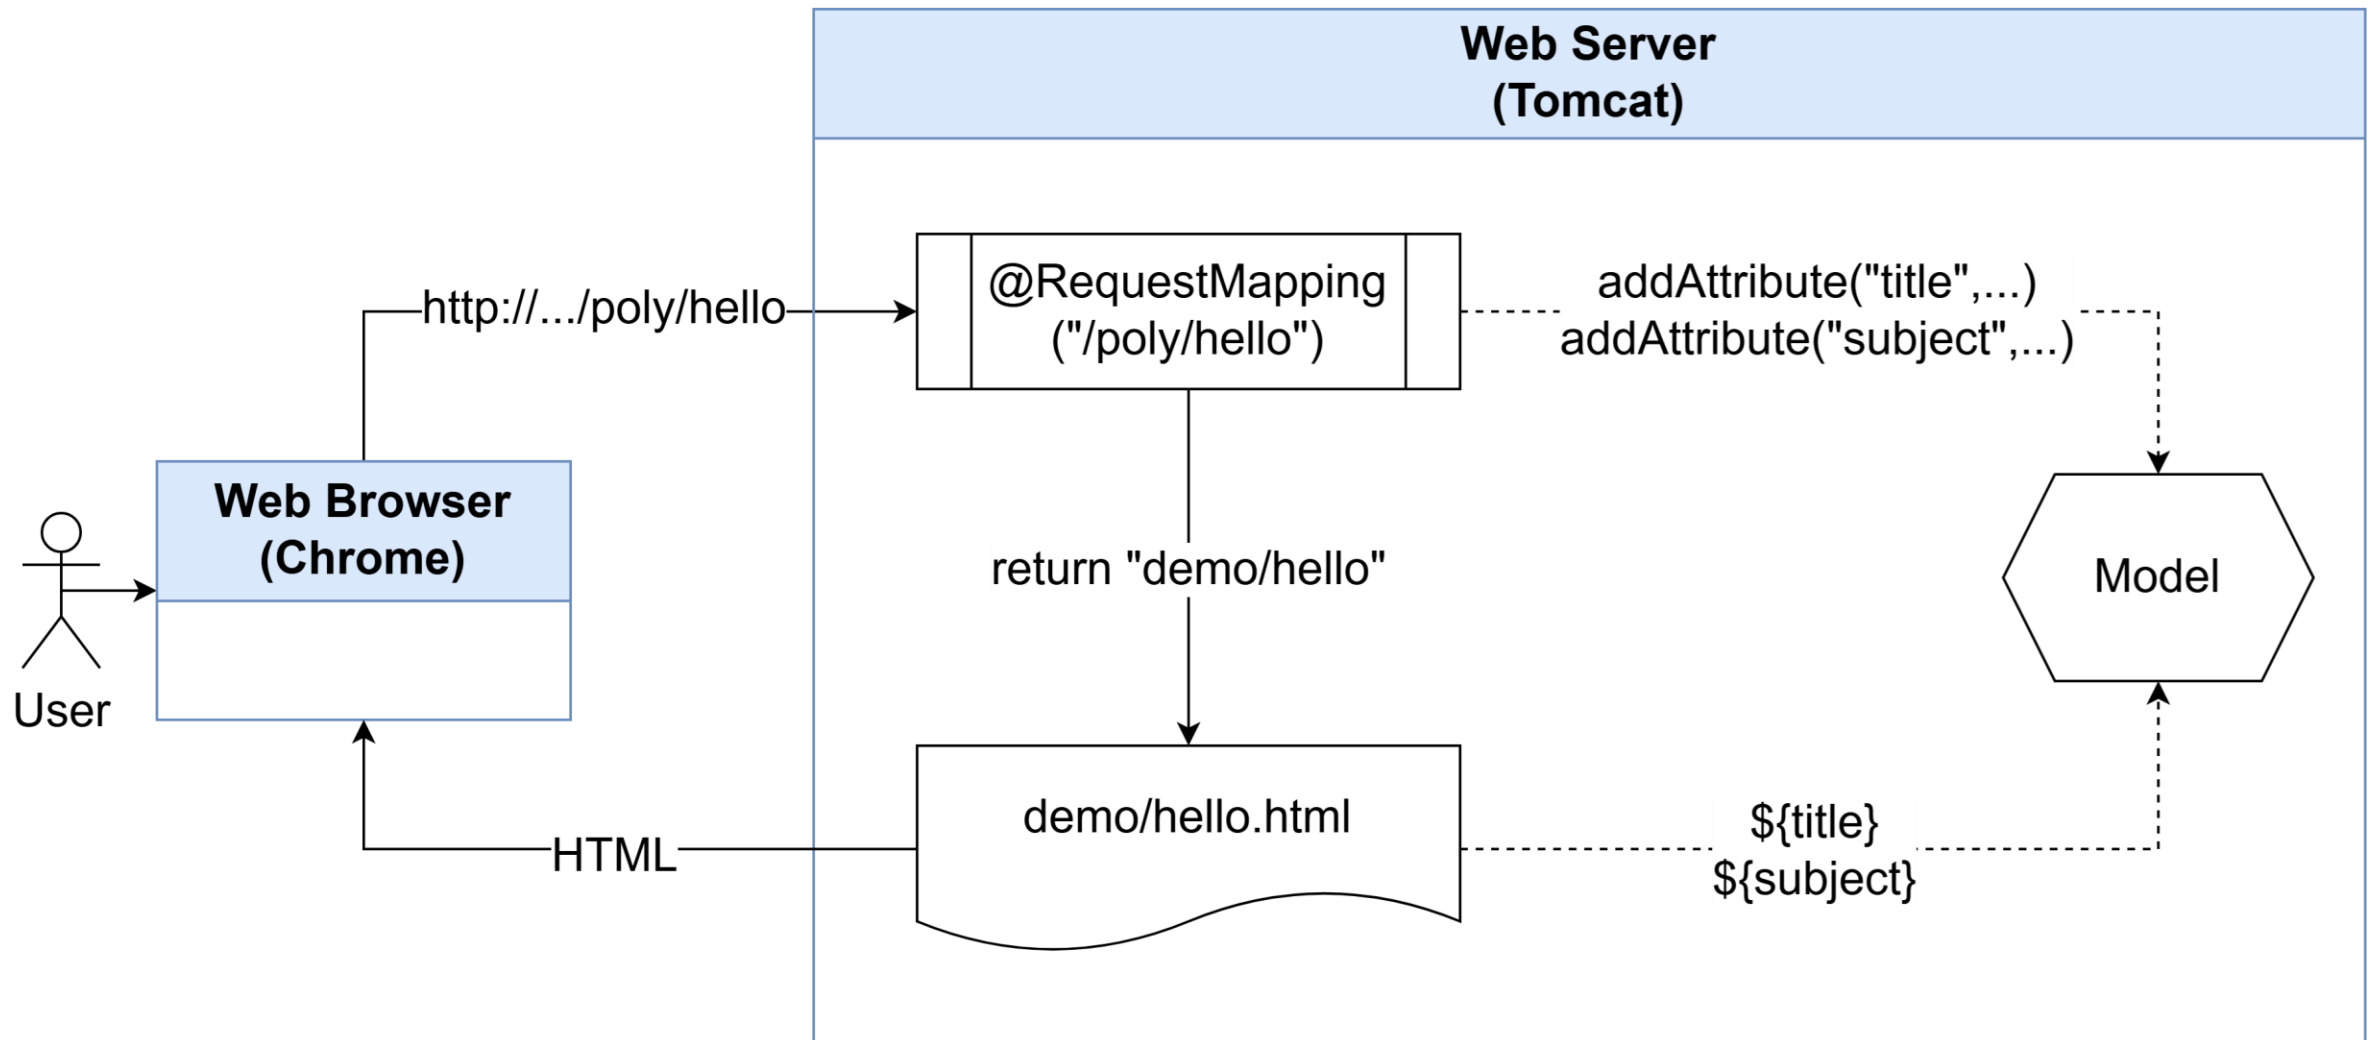 Web Server
(Tomcat)
@RequestMapping
("/poly/hello")
addAttribute("title",...)
addAttribute("subject",...)
http://.../poly/hello
Web Browser
(Chrome)
User
return "demo/hello"
Model
demo/hello.html
HTML
${title}
${subject}